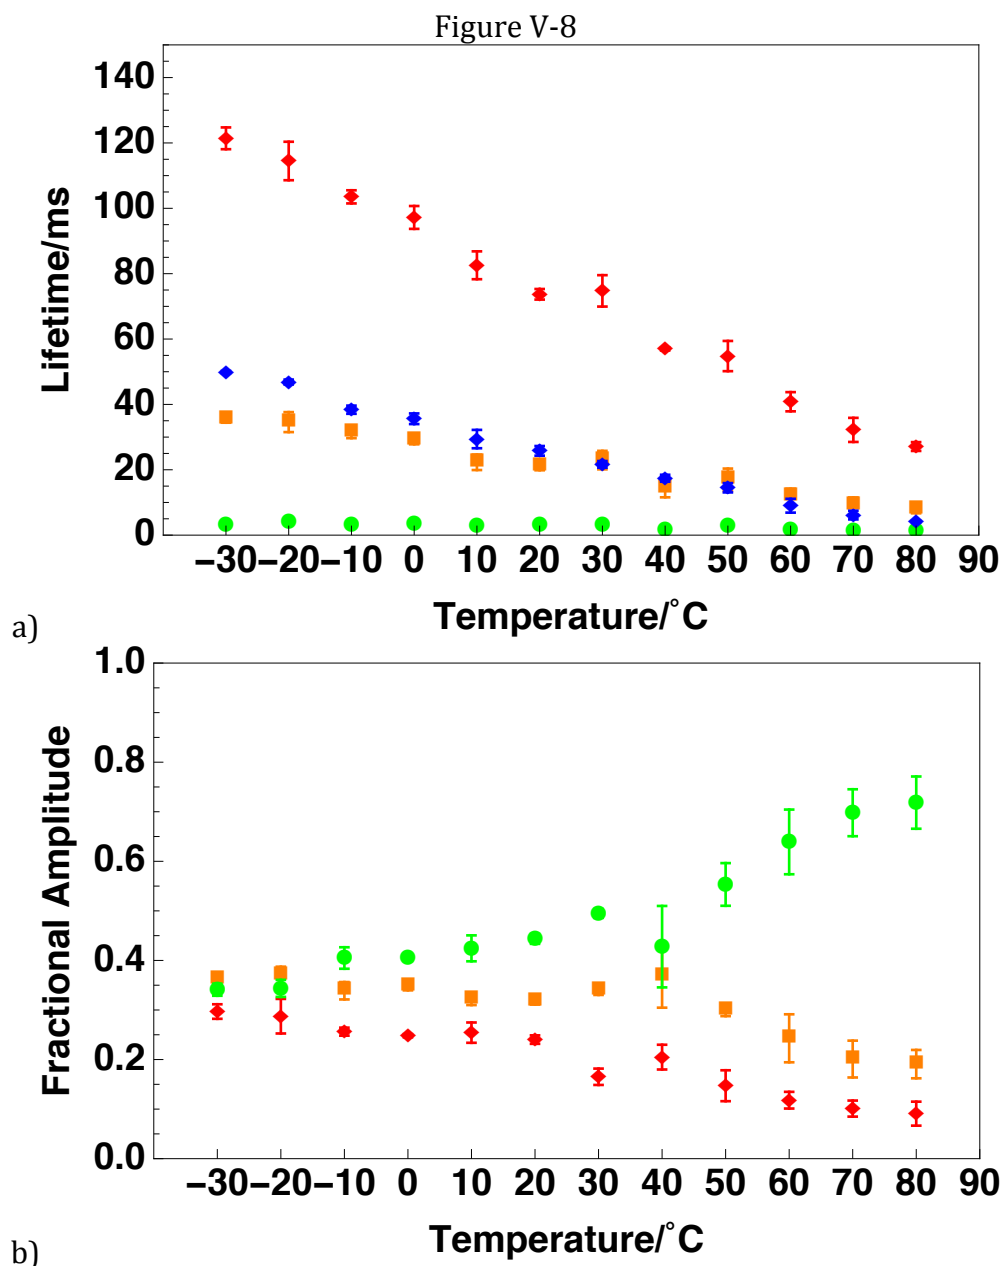 Figure V-8
140
120
100
80
60
40
20
0
Lifetime/ms
−30 −20 −10 0 10 20 30 40 50 60 70 80 90
Temperature/˚C
a)
1.0
0.8
0.6
0.4
0.2
0.0
Fractional Amplitude
−30 −20 −10 0 10 20 30 40 50 60 70 80 90
Temperature/˚C
b)